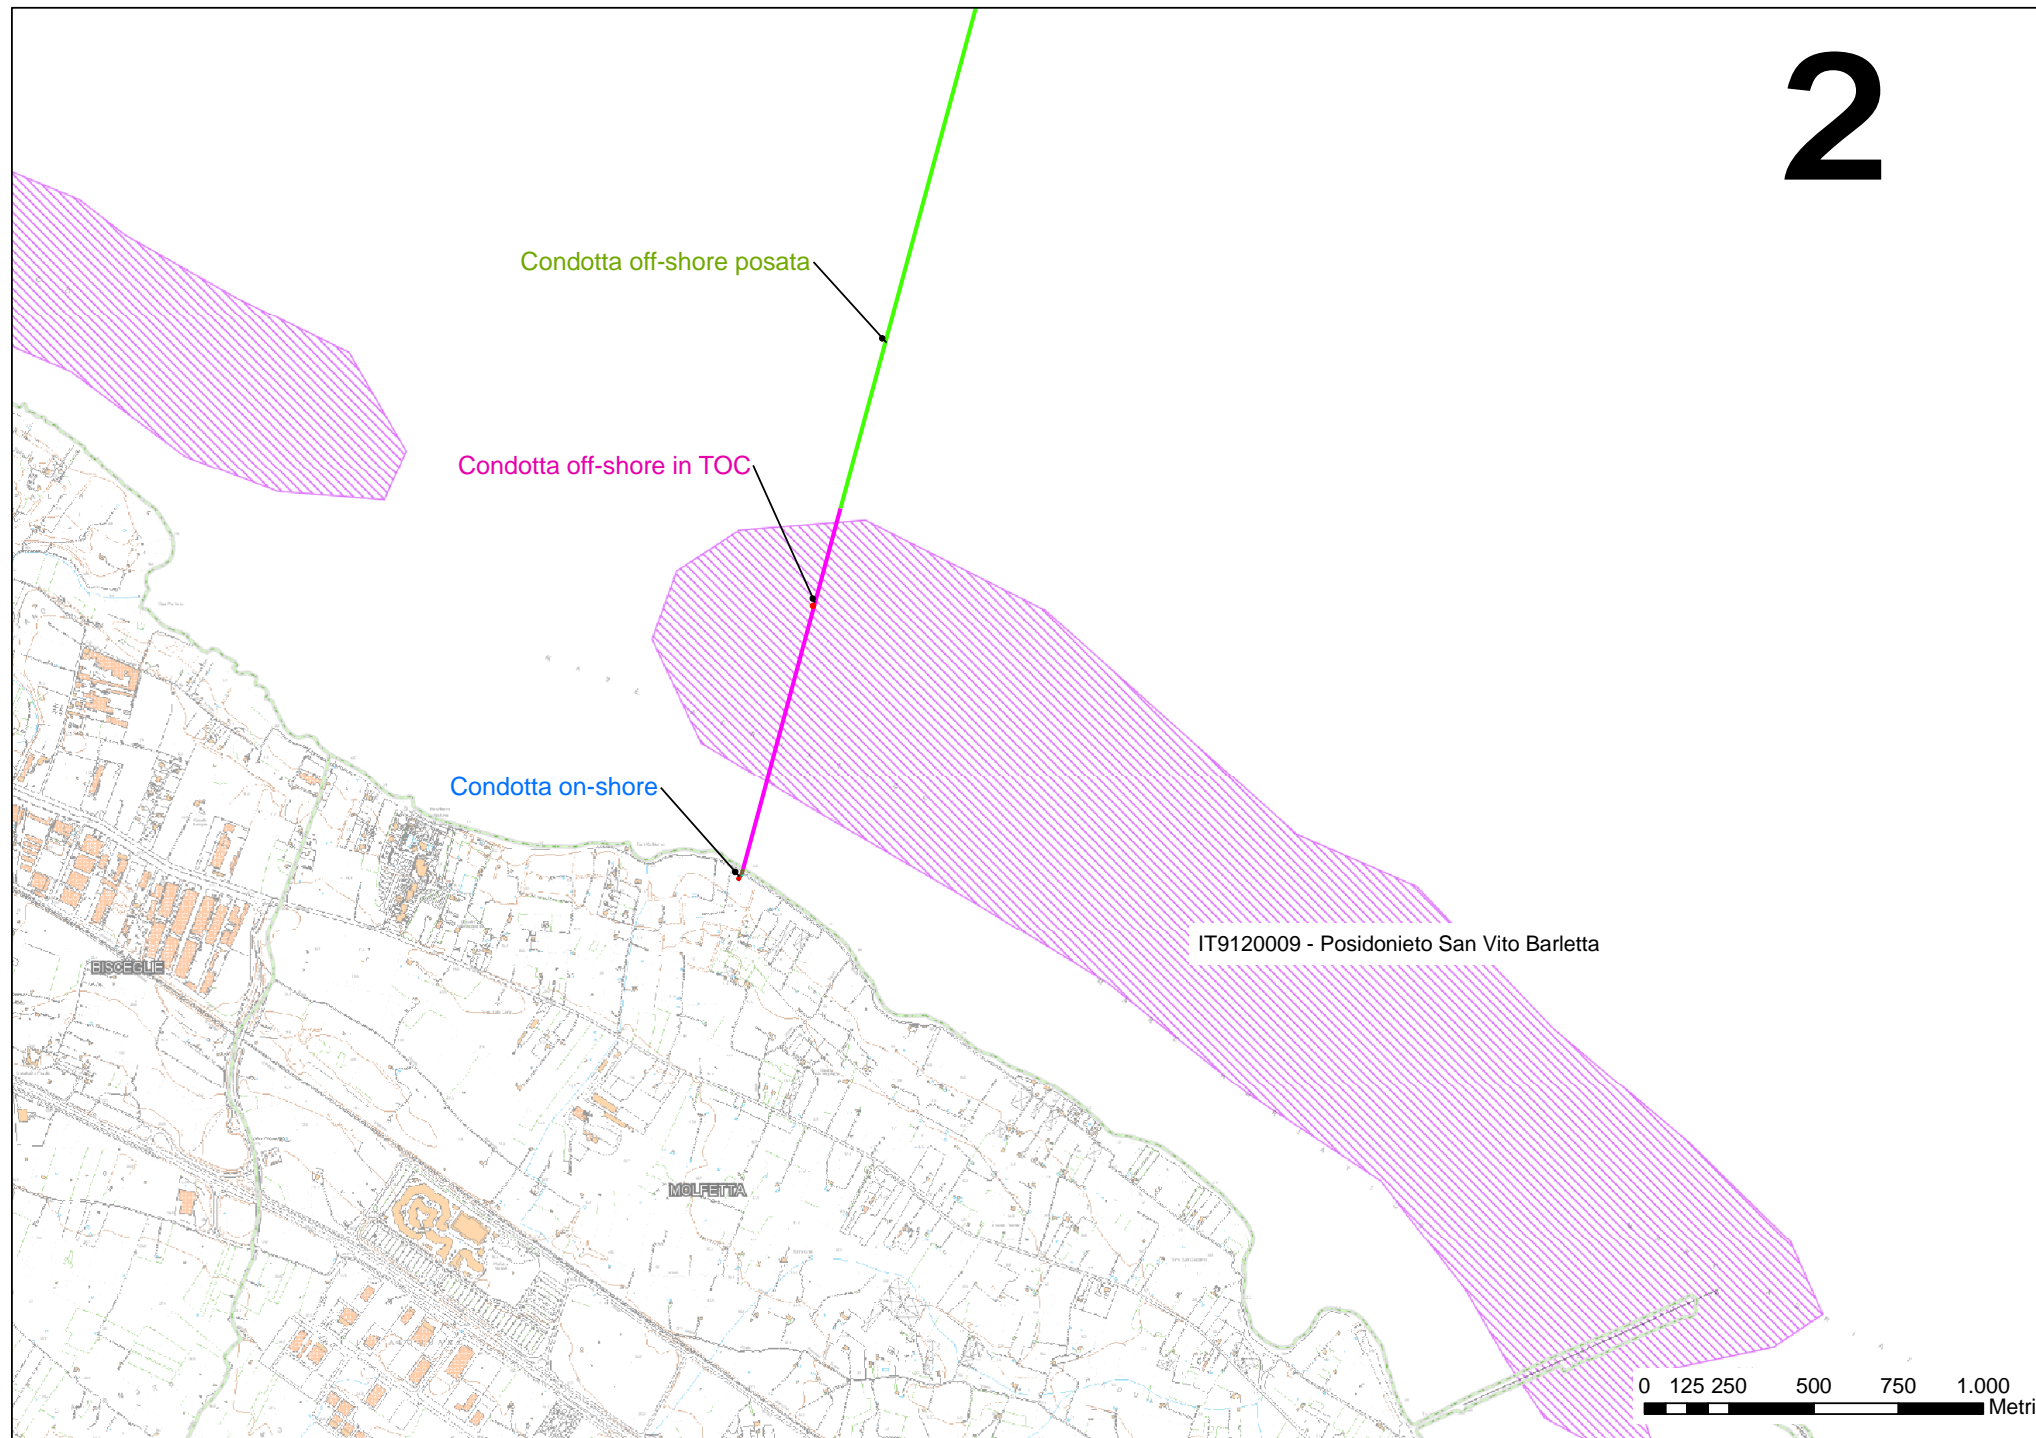 2
Condotta off-shore posata
Condotta off-shore in TOC
Condotta on-shore
IT9120009 - Posidonieto San Vito Barletta
BISCEGLIE
MOLFETTA
0 125 250 500 750 1.000
Metri